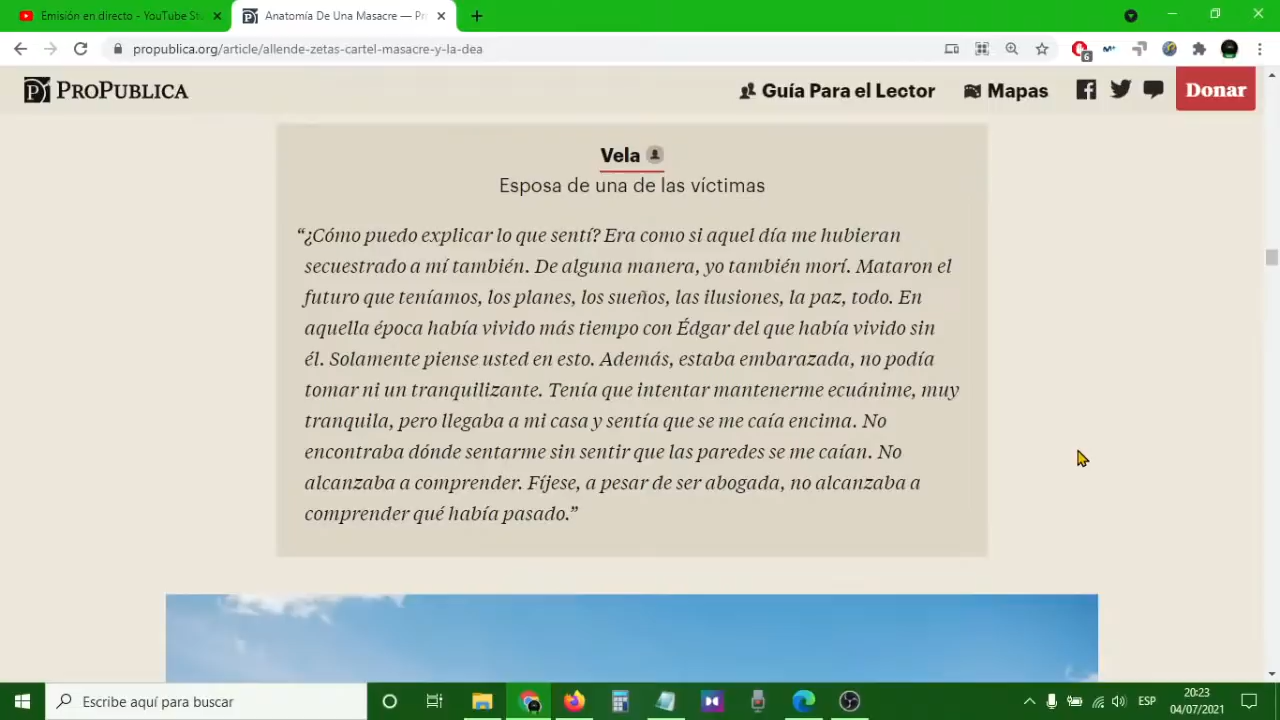 Emisión en directo - YouTube Stu
Anatomía De Una Masacre — Pr
propublica.org/article/allende-zetas-cartel-masacre-y-la-dea
6
PROPUBLICA
Guía Para el Lector
Mapas
Donar
Vela
Esposa de una de las víctimas
“¿Cómo puedo explicar lo que sentí? Era como si aquel día me hubieran
secuestrado a mí también. De alguna manera, yo también morí. Mataron el
futuro que teníamos, los planes, los sueños, las ilusiones, la paz, todo. En
aquella época había vivido más tiempo con Édgar del que había vivido sin
él. Solamente piense usted en esto. Además, estaba embarazada, no podía
tomar ni un tranquilizante. Tenía que intentar mantenerme ecuánime, muy
tranquila, pero llegaba a mi casa y sentía que se me caía encima. No
encontraba dónde sentarme sin sentir que las paredes se me caían. No
alcanzaba a comprender. Fíjese, a pesar de ser abogada, no alcanzaba a
comprender qué había pasado.”
Escribe aquí para buscar
ESP
20:23
04/07/2021